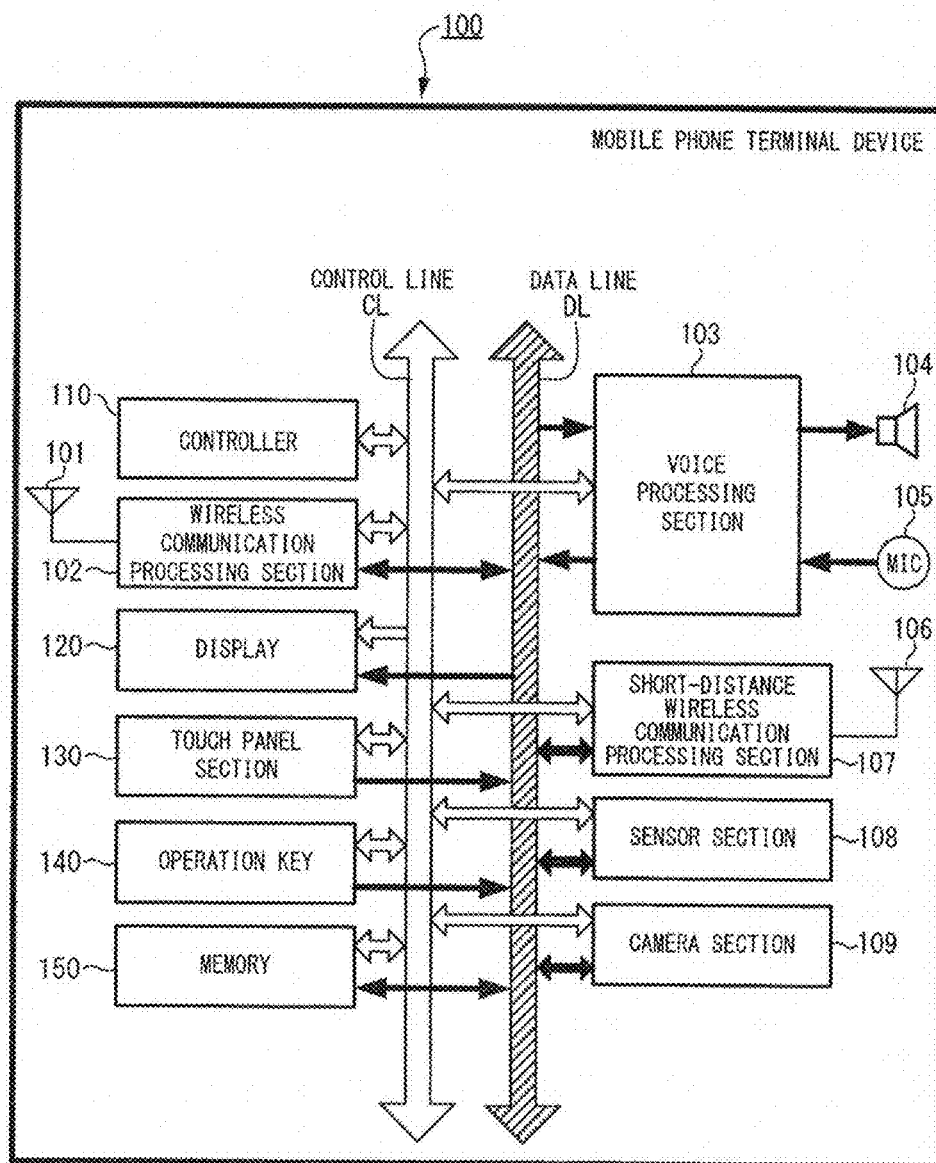 100
MOBILE PHONE TERMINAL DEVICE
CONTROL LINE
CL
DATA LINE
DL
103
104
110
CONTROLLER
VOICE
PROCESSING
SECTION
101
WIRELESS
COMMUNICATION
PROCESSING SECTION
102
105
MIC
120
DISPLAY
106
SHORT-DISTANCE
WIRELESS
COMMUNICATION
PROCESSING SECTION
107
130
TOUCH PANEL
SECTION
140
OPERATION KEY
SENSOR SECTION
108
150
MEMORY
CAMERA SECTION
109